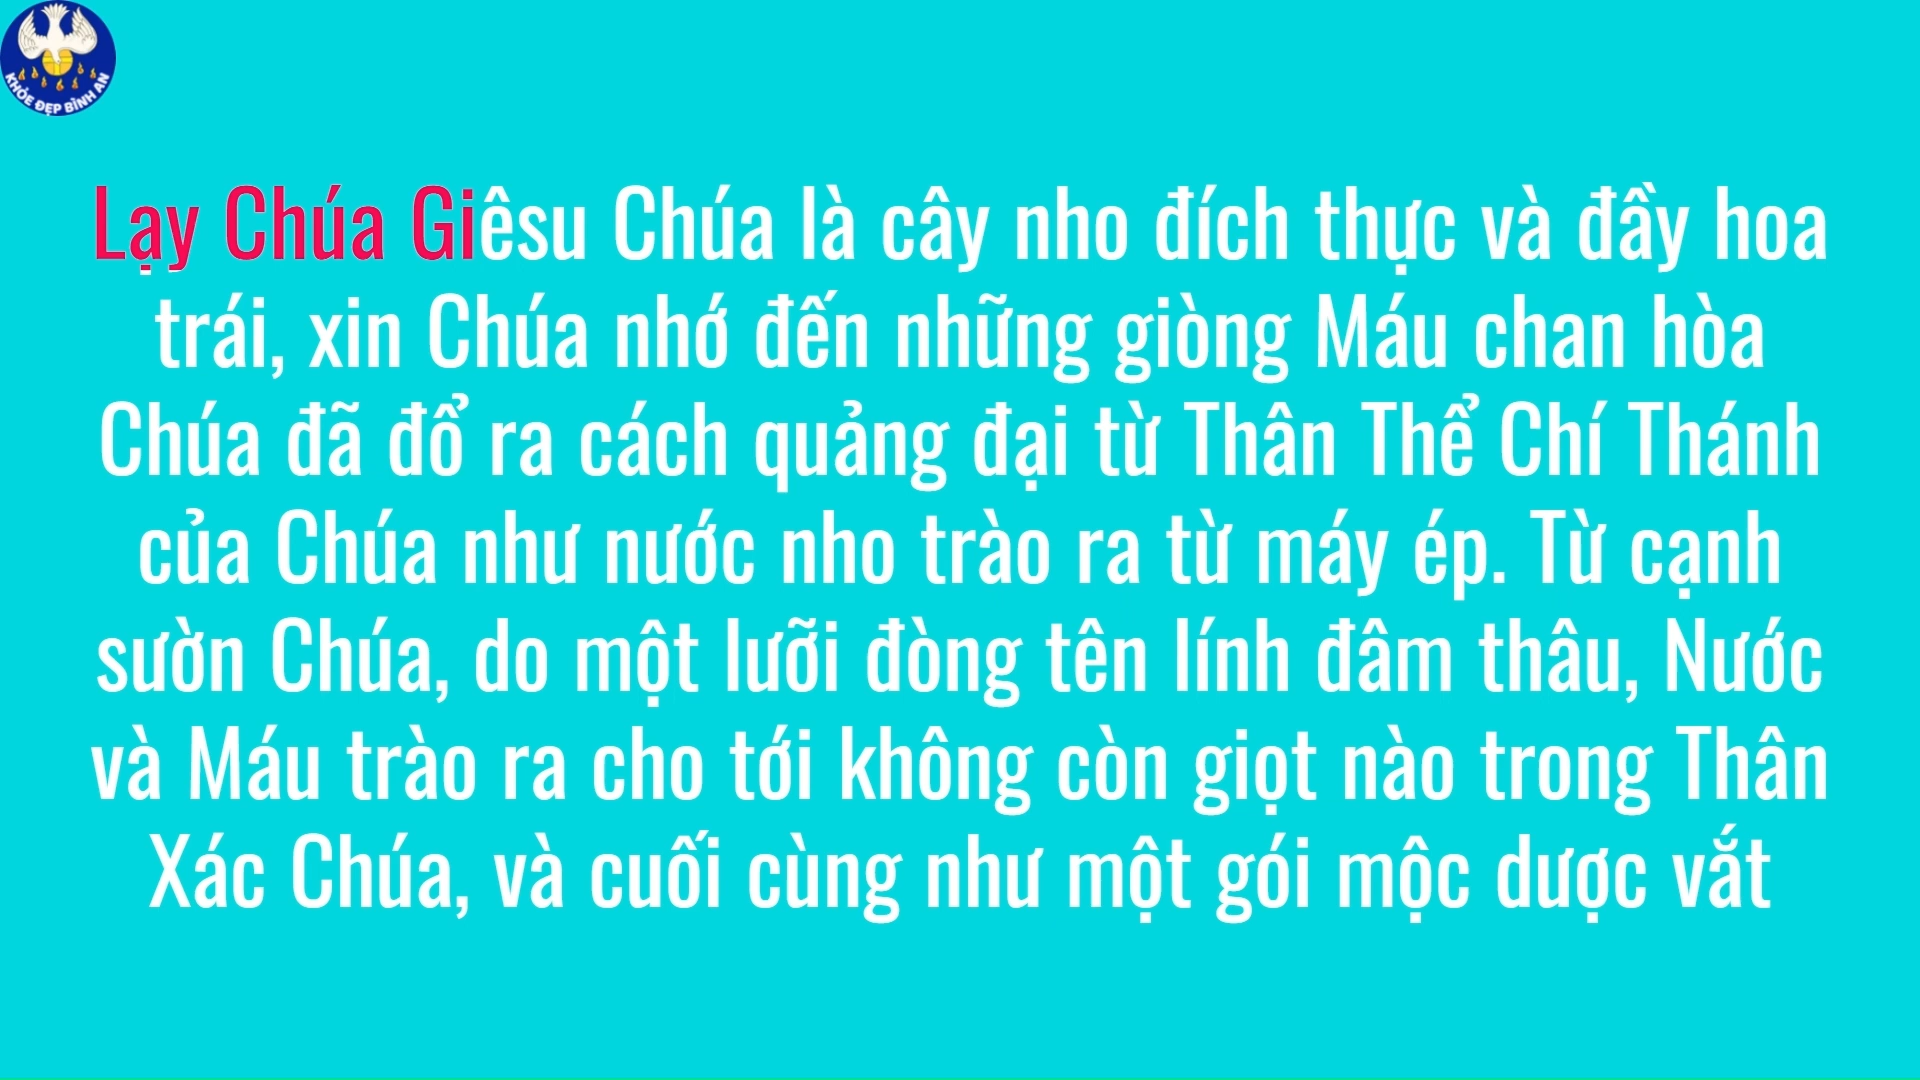 KHỎE ĐẸP BÌNH AN
Lạy Chúa Giêsu Chúa là cây nho đích thực và đầy hoa
trái, xin Chúa nhớ đến những giòng Máu chan hòa
Chúa đã đổ ra cách quảng đại từ Thân Thể Chí Thánh
của Chúa như nước nho trào ra từ máy ép. Từ cạnh
sườn Chúa, do một lưỡi đòng tên lính đâm thâu, Nước
và Máu trào ra cho tới không còn giọt nào trong Thân
Xác Chúa, và cuối cùng như một gói mộc dược vắt